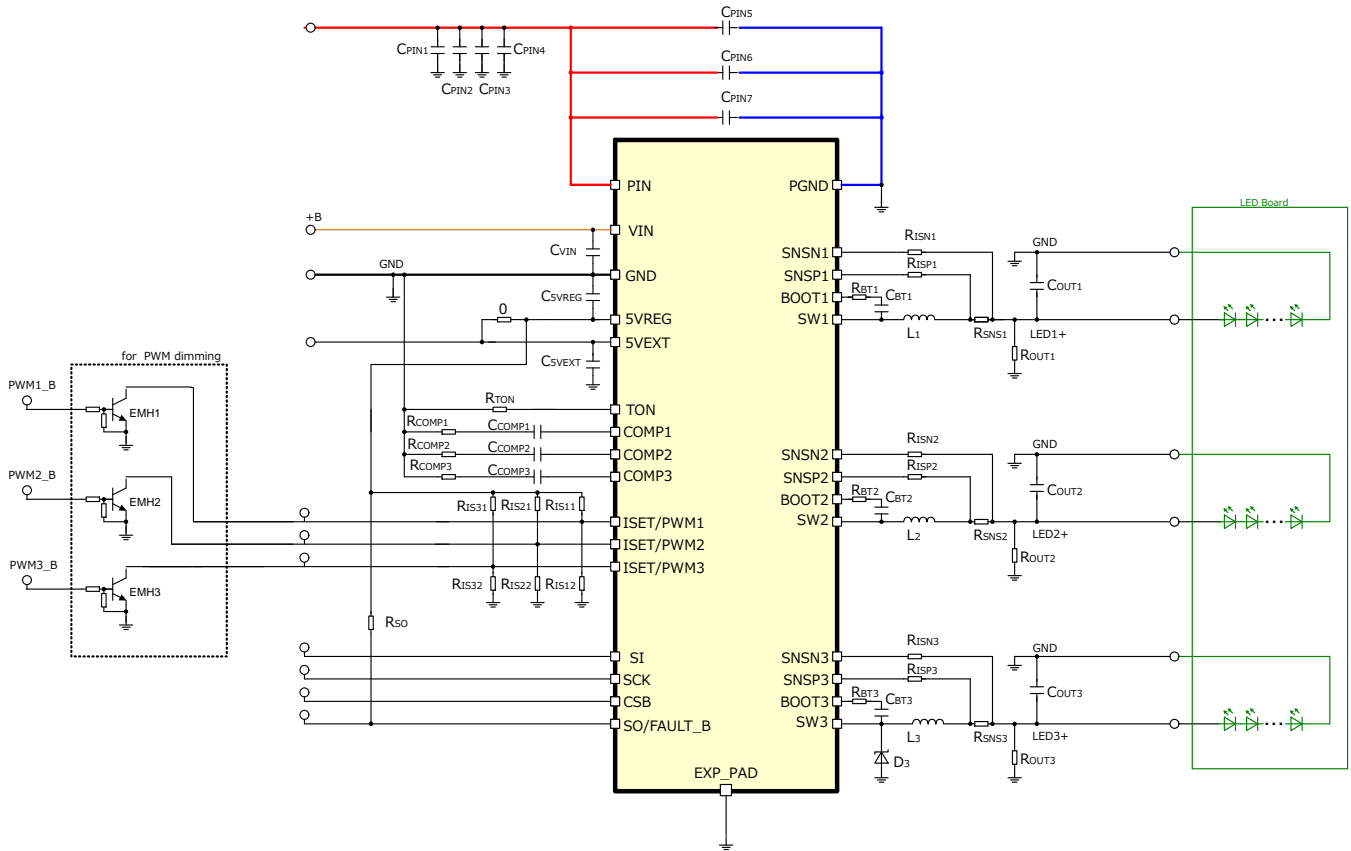 CPIN5
CPIN1
CPIN4
CPIN6
CPIN2
CPIN3
CPIN7
PIN
PGND
LED Board
+B
VIN
CVIN
SNSN1
RISN1
GND
GND
GND
SNSP1
RISP1
COUT1
C5VREG
BOOT1
RBT1
CBT1
0
5VREG
SW1
L1
RSNS1
LED1+
...
5VEXT
C5VEXT
ROUT1
for PWM dimming
PWM1_B
EMH1
RTON
TON
RCOMP1
CCOMP1
COMP1
RCOMP2
CCOMP2
COMP2
RCOMP3
CCOMP3
COMP3
SNSN2
RISN2
GND
SNSP2
RISP2
COUT2
PWM2_B
EMH2
BOOT2
RBT2
CBT2
RIS31
RIS21
RIS11
ISET/PWM1
SW2
L2
RSNS2
LED2+
...
ISET/PWM2
ROUT2
PWM3_B
EMH3
ISET/PWM3
RIS32
RIS22
RIS12
RSO
SI
SNSN3
RISN3
GND
SCK
SNSP3
RISP3
COUT3
CSB
BOOT3
RBT3
CBT3
SO/FAULT_B
SW3
L3
RSNS3
LED3+
...
D3
ROUT3
EXP_PAD